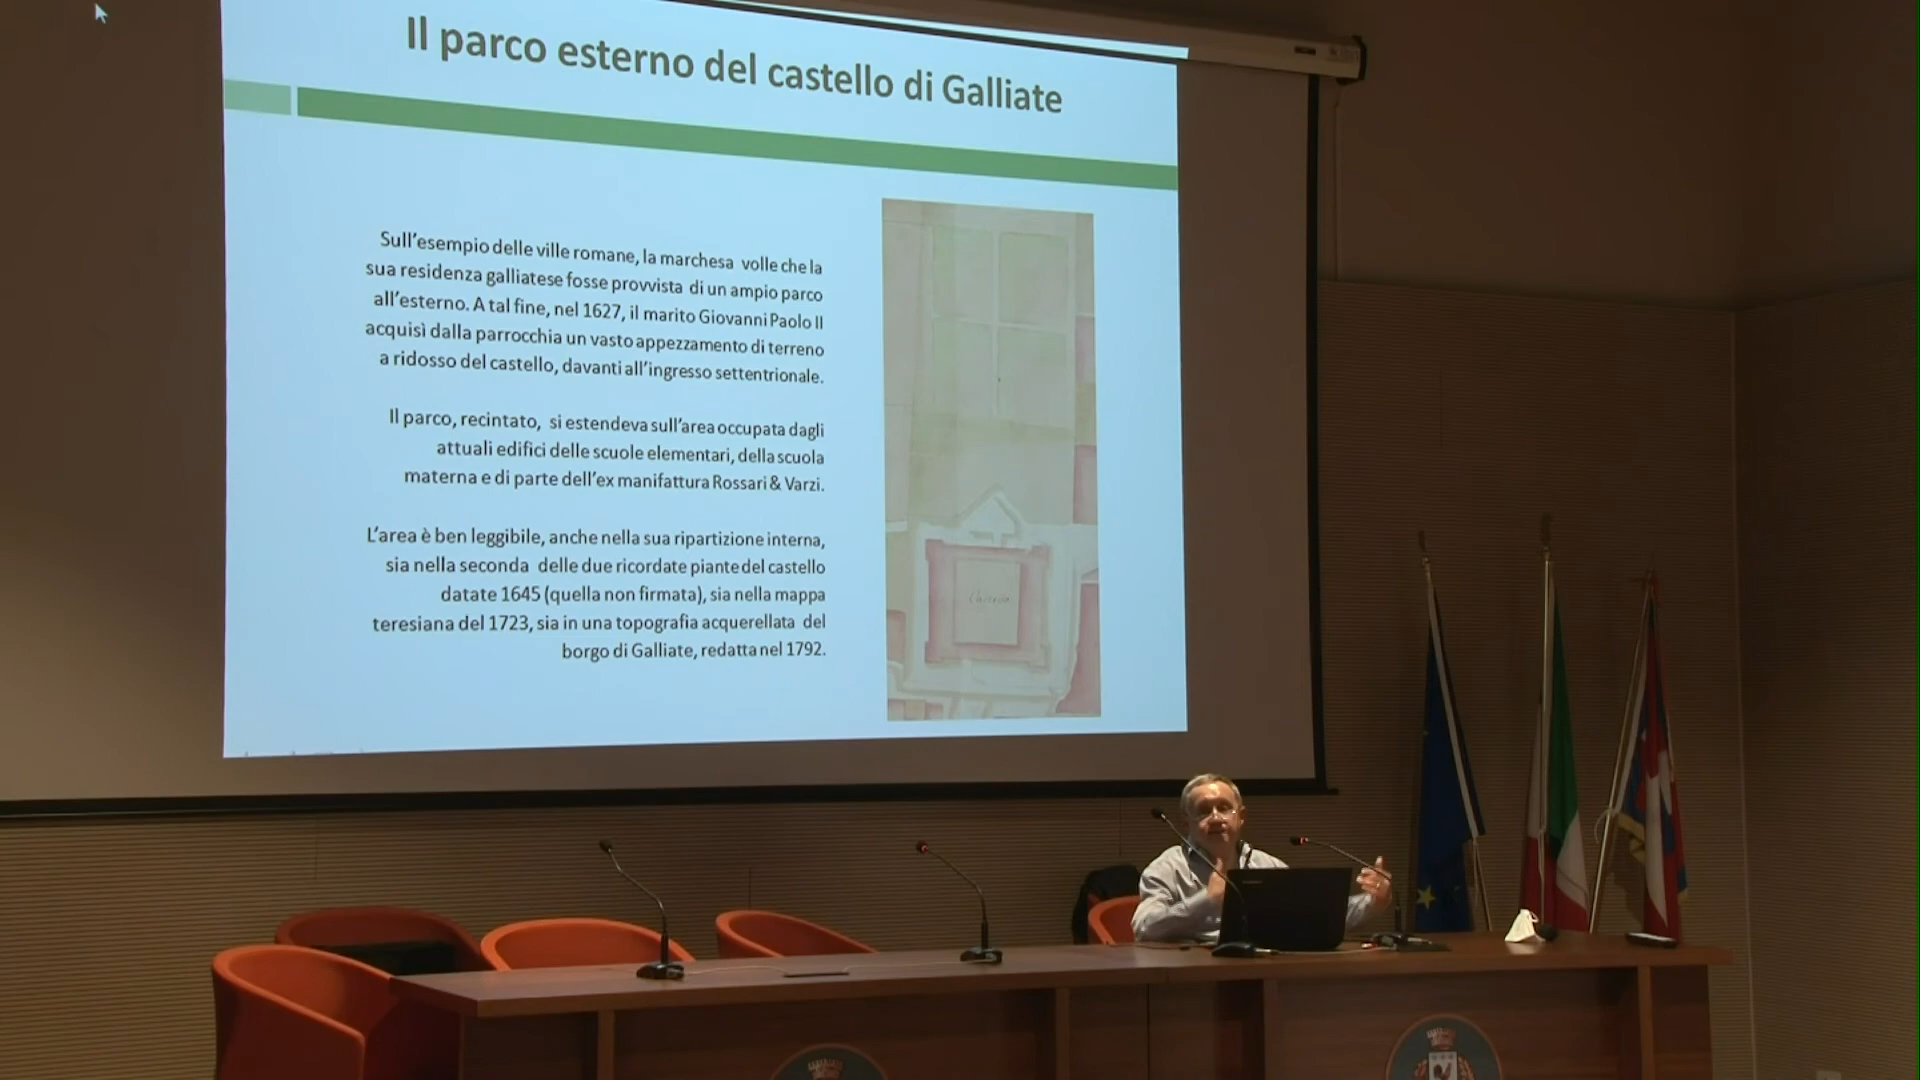 Il parco esterno del castello di Galliate
Sull'esempio delle ville romane, la marchesa volle che la
sua residenza galliatese fosse provvista di un ampio parco
all'esterno. A tal fine, nel 1627, il marito Giovanni Paolo II
acquisì dalla parrocchia un vasto appezzamento di terreno
a ridosso del castello, davanti all'ingresso settentrionale.
Il parco, recintato, si estendeva sull'area occupata dagli
attuali edifici delle scuole elementari, della scuola
materna e di parte dell'ex manifattura Rossari & Varzi.
L'area è ben leggibile, anche nella sua ripartizione interna,
sia nella seconda delle due ricordate piante del castello
datate 1645 (quella non firmata), sia nella mappa
teresiana del 1723, sia in una topografia acquerellata del
borgo di Galliate, redatta nel 1792.